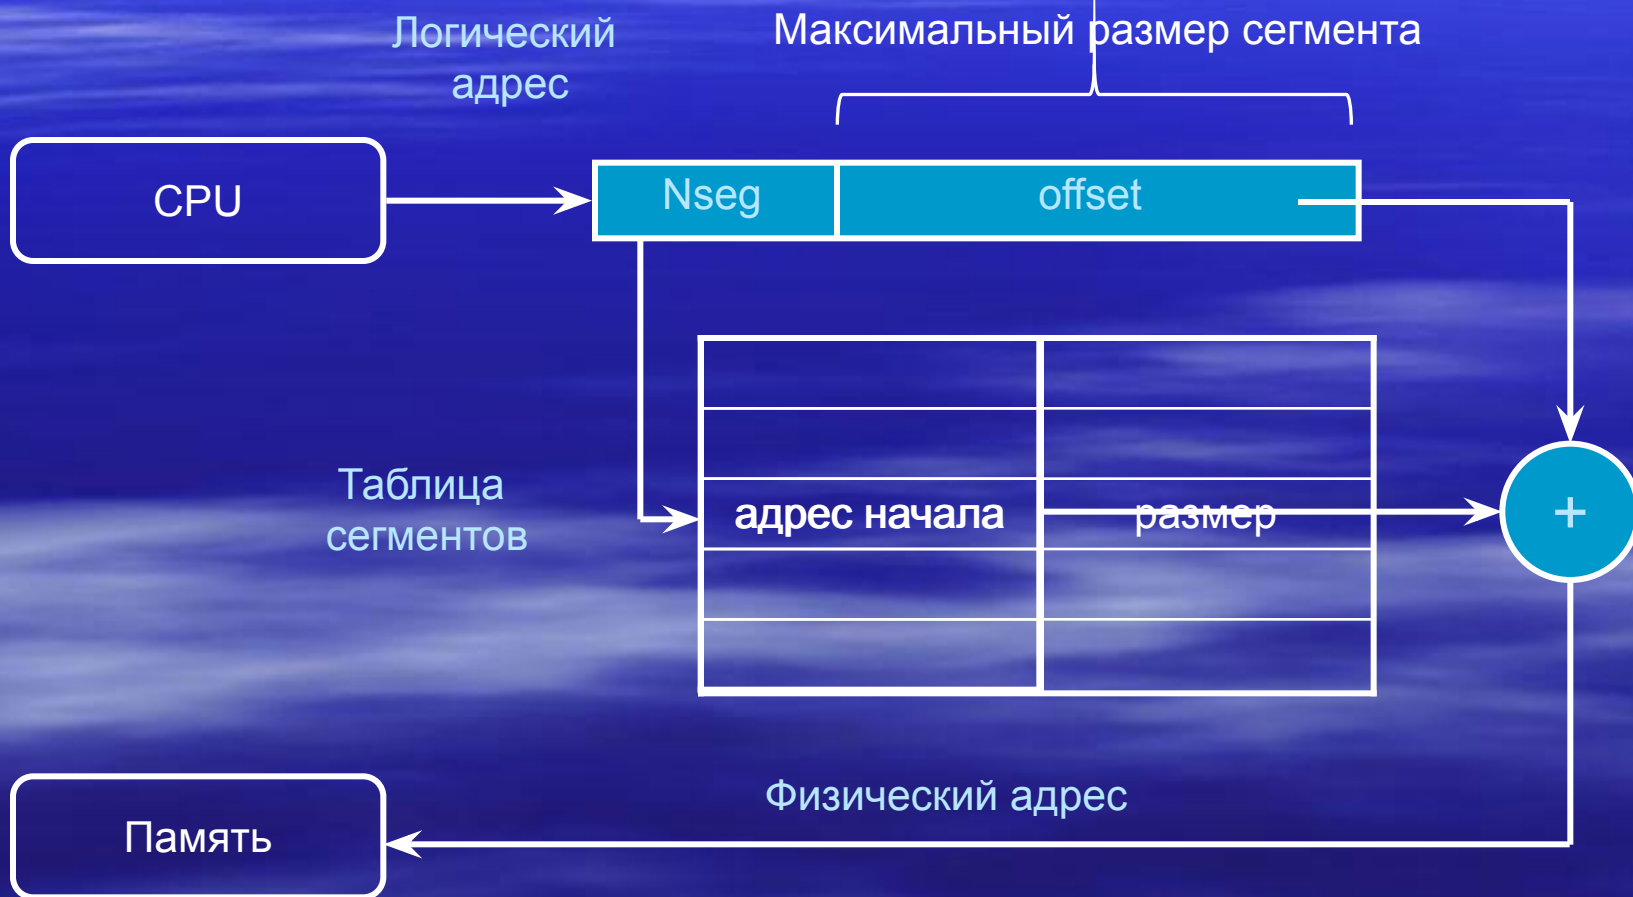 Логический
адрес
Максимальный размер сегмента
CPU
Nseg
offset
Таблица
сегментов
адрес начала
размер
+
Физический адрес
Память